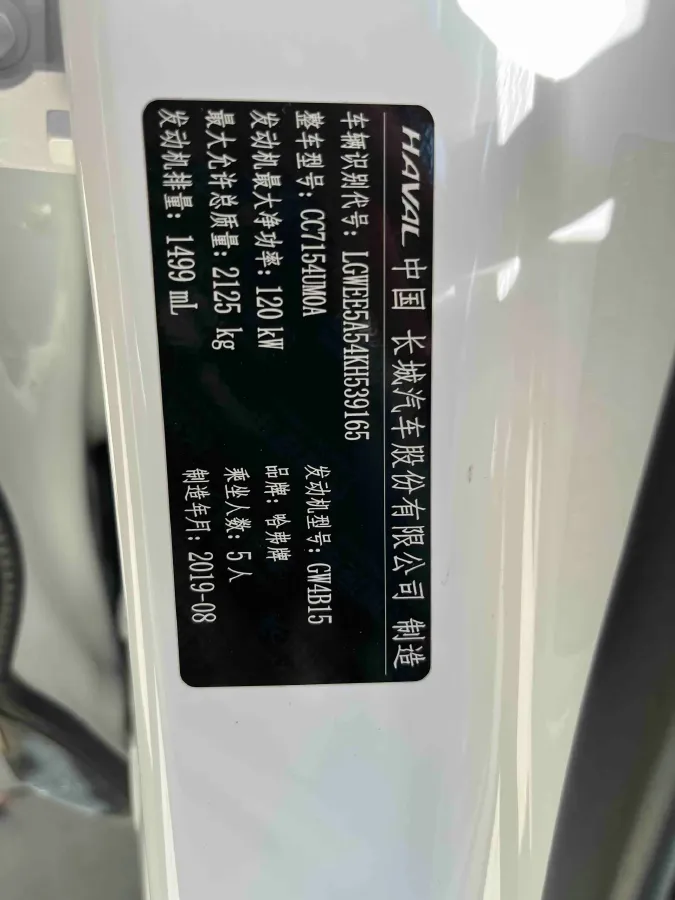 HAVAL 中国 长城汽车股份有限公司 制造
车辆识别代号: LGWEE5A54KH539165
整车型号: CC7154UM0A 发动机型号: GW4B15
发动机最大净功率: 120 kW 品牌: 哈弗牌
最大允许总质量: 2125 kg 乘坐人数: 5 人
发动机排量: 1499 mL 制造年月: 2019-08